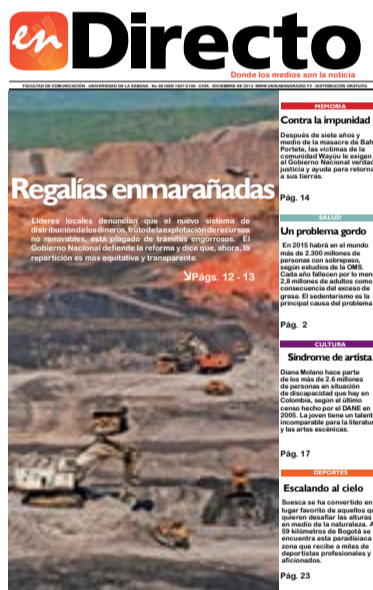 en Directo
Donde los medios son la noticia
FACULTAD DE COMUNICACIÓN - UNIVERSIDAD DE LA SABANA - No 
MEMORIA
Contra la impunidad
Después de siete años y
medio de la masacre de Bah
Portete, las víctimas de la
comunidad Wayúu le exigen
al Gobierno Nacional verdad
justicia y ayuda para retorna
a sus tierras.
Pág. 14
Regalías enmarañadas
Líderes locales denuncian que el nuevo sistema de
distribución de los dineros, fruto de la explotación de recursos
no renovables, está plagado de trámites engorrosos. El
Gobierno Nacional defiende la reforma y dice que, ahora, la
repartición es más equitativa y transparente.
Págs. 12 - 13
SALUD
Un problema gordo
En 2015 habrá en el mundo
más de 2.300 millones de
personas con sobrepeso,
según estudios de la OMS.
Cada año fallecen por lo men
2,8 millones de adultos como
consecuencia del exceso de
grasa. El sedentarismo es la
principal causa del problema
Pág. 2
CULTURA
Síndrome de artista
Diana Molano hace parte
de los más de 2.6 millones
de personas en situación
de discapacidad que hay en
Colombia, según el último
censo hecho por el DANE en
2005. La joven tiene un talent
incomparable para la literatur
y las artes escénicas.
Pág. 17
DEPORTES
Escalando al cielo
Suesca se ha convertido en
lugar favorito de aquellos qu
quieren desafiar las alturas
en medio de la naturaleza. A
59 kilómetros de Bogotá se
encuentra esta paradisiaca
zona que recibe a miles de
deportistas profesionales y
aficionados.
Pág. 23